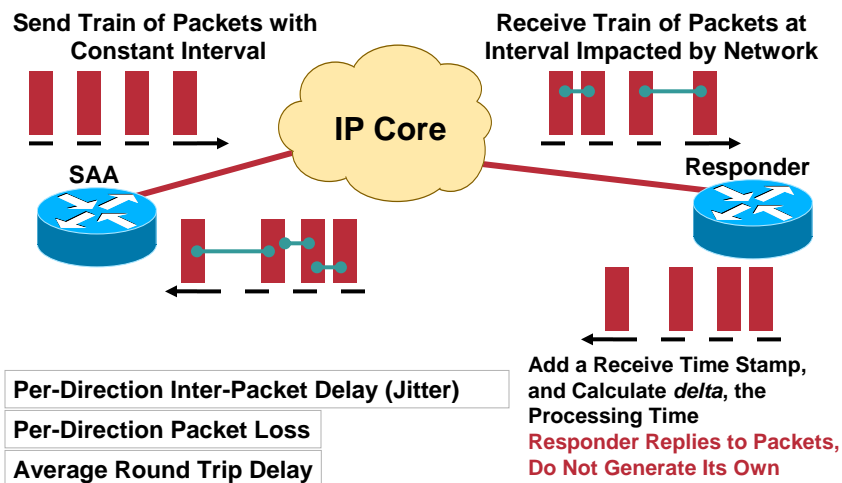 Send Train of Packets with
Constant Interval
Receive Train of Packets at
Interval Impacted by Network
IP Core
SAA
Responder
Add a Receive Time Stamp,
and Calculate delta, the
Processing Time
Responder Replies to Packets,
Do Not Generate Its Own
Per-Direction Inter-Packet Delay (Jitter)
Per-Direction Packet Loss
Average Round Trip Delay